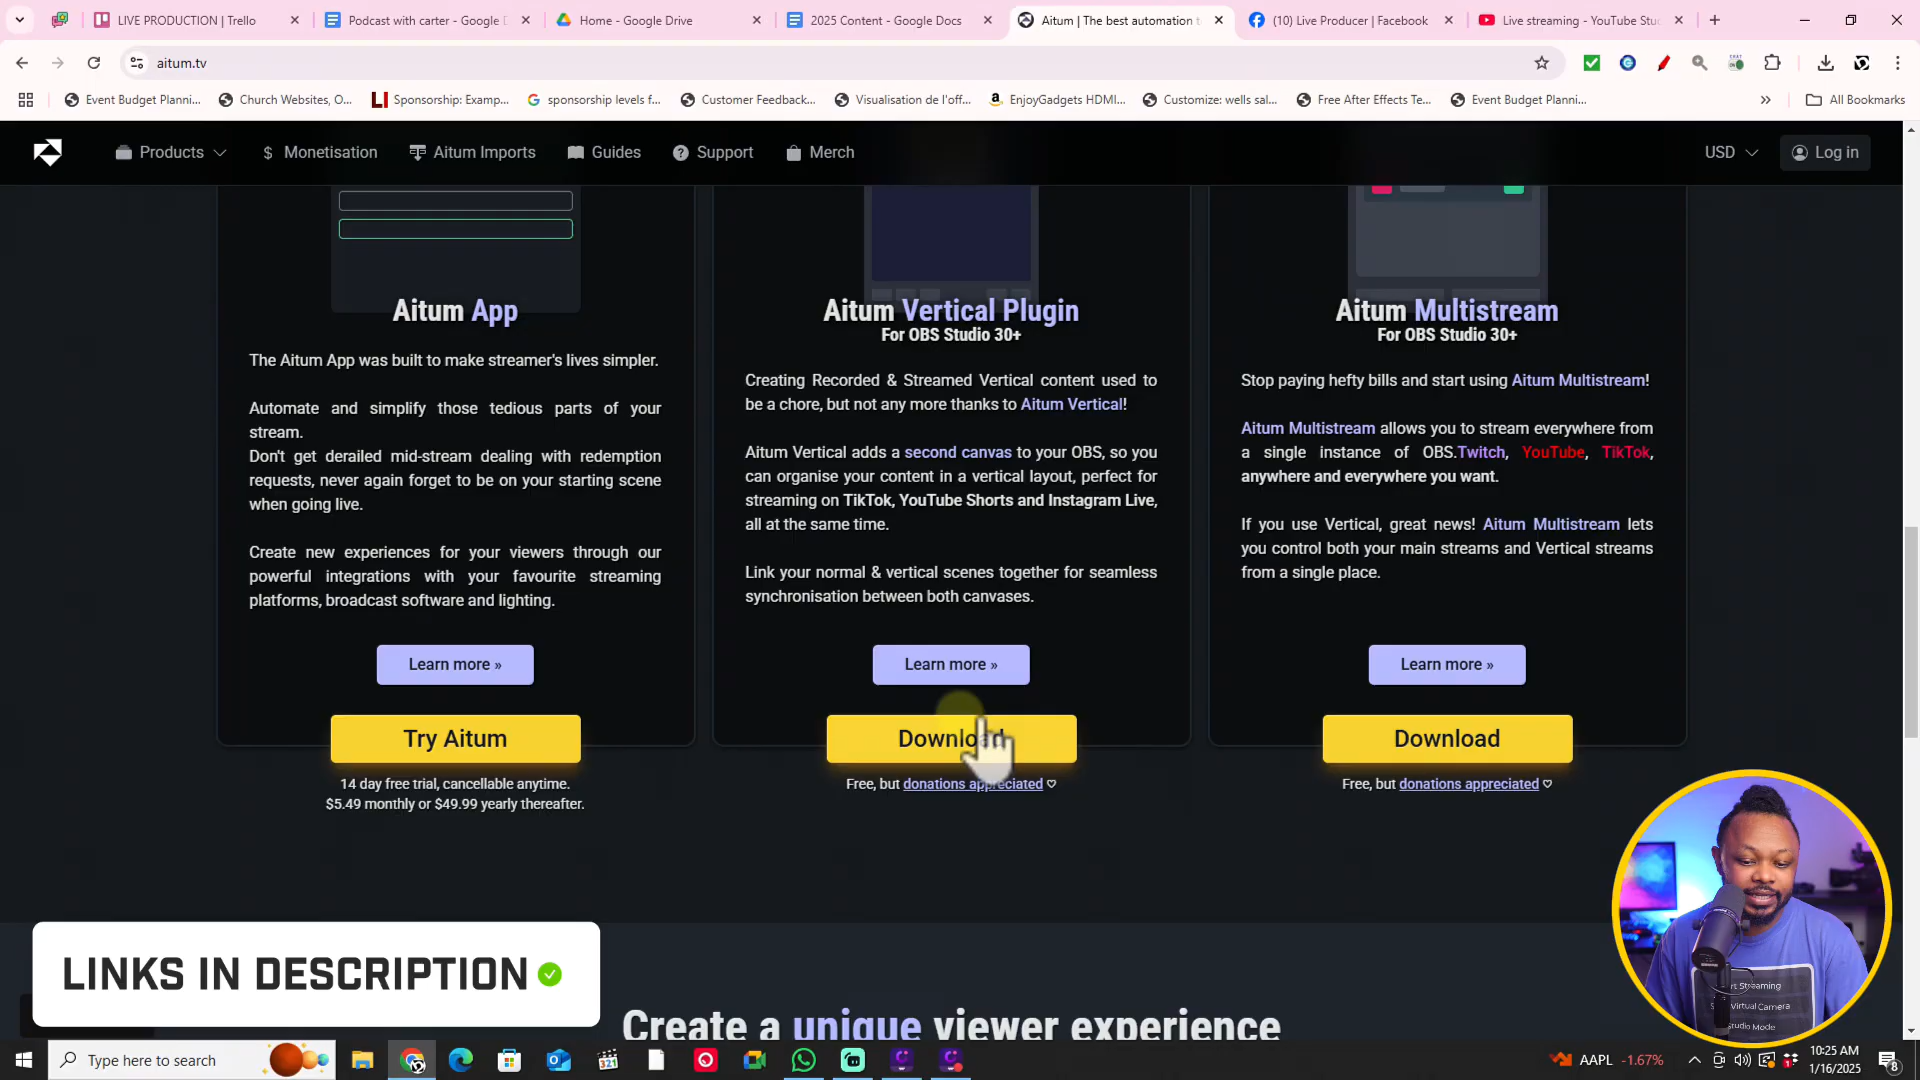 LIVE PRODUCTION | Trello
Podcast with carter - Google D
Home - Google Drive
2025 Content - Google Docs
Aitum | The best automation t
(10) Live Producer | Facebook
Live streaming - YouTube Stu
aitum.tv
Event Budget Planni...
Church Websites, O...
Sponsorship: Examp...
sponsorship levels f...
Customer Feedback...
Visualisation de l'off...
EnjoyGadgets HDMI...
Customize: wells sal...
Free After Effects Te...
Event Budget Planni...
All Bookmarks
Products
Monetisation
Aitum Imports
Guides
Support
Merch
USD
Log in
Aitum App
The Aitum App was built to make streamer's lives simpler.
Automate and simplify those tedious parts of your
stream.
Don't get derailed mid-stream dealing with redemption
requests, never again forget to be on your starting scene
when going live.
Create new experiences for your viewers through our
powerful integrations with your favourite streaming
platforms, broadcast software and lighting.
Learn more »
Try Aitum
14 day free trial, cancellable anytime.
$5.49 monthly or $49.99 yearly thereafter.
Aitum Vertical Plugin
For OBS Studio 30+
Creating Recorded & Streamed Vertical content used to
be a chore, but not any more thanks to Aitum Vertical!
Aitum Vertical adds a second canvas to your OBS, so you
can organise your content in a vertical layout, perfect for
streaming on TikTok, YouTube Shorts and Instagram Live,
all at the same time.
Link your normal & vertical scenes together for seamless
synchronisation between both canvases.
Learn more »
Download
Free, but donations appreciated ♡
Aitum Multistream
For OBS Studio 30+
Stop paying hefty bills and start using Aitum Multistream!
Aitum Multistream allows you to stream everywhere from
a single instance of OBS.Twitch, YouTube, TikTok,
anywhere and everywhere you want.
If you use Vertical, great news! Aitum Multistream lets
you control both your main streams and Vertical streams
from a single place.
Learn more »
Download
Free, but donations appreciated ♡
LINKS IN DESCRIPTION
Create a unique viewer experience
Virtual Camera
Studio Mode
Type here to search
AAPL -1.67%
10:25 AM
1/16/2025
8